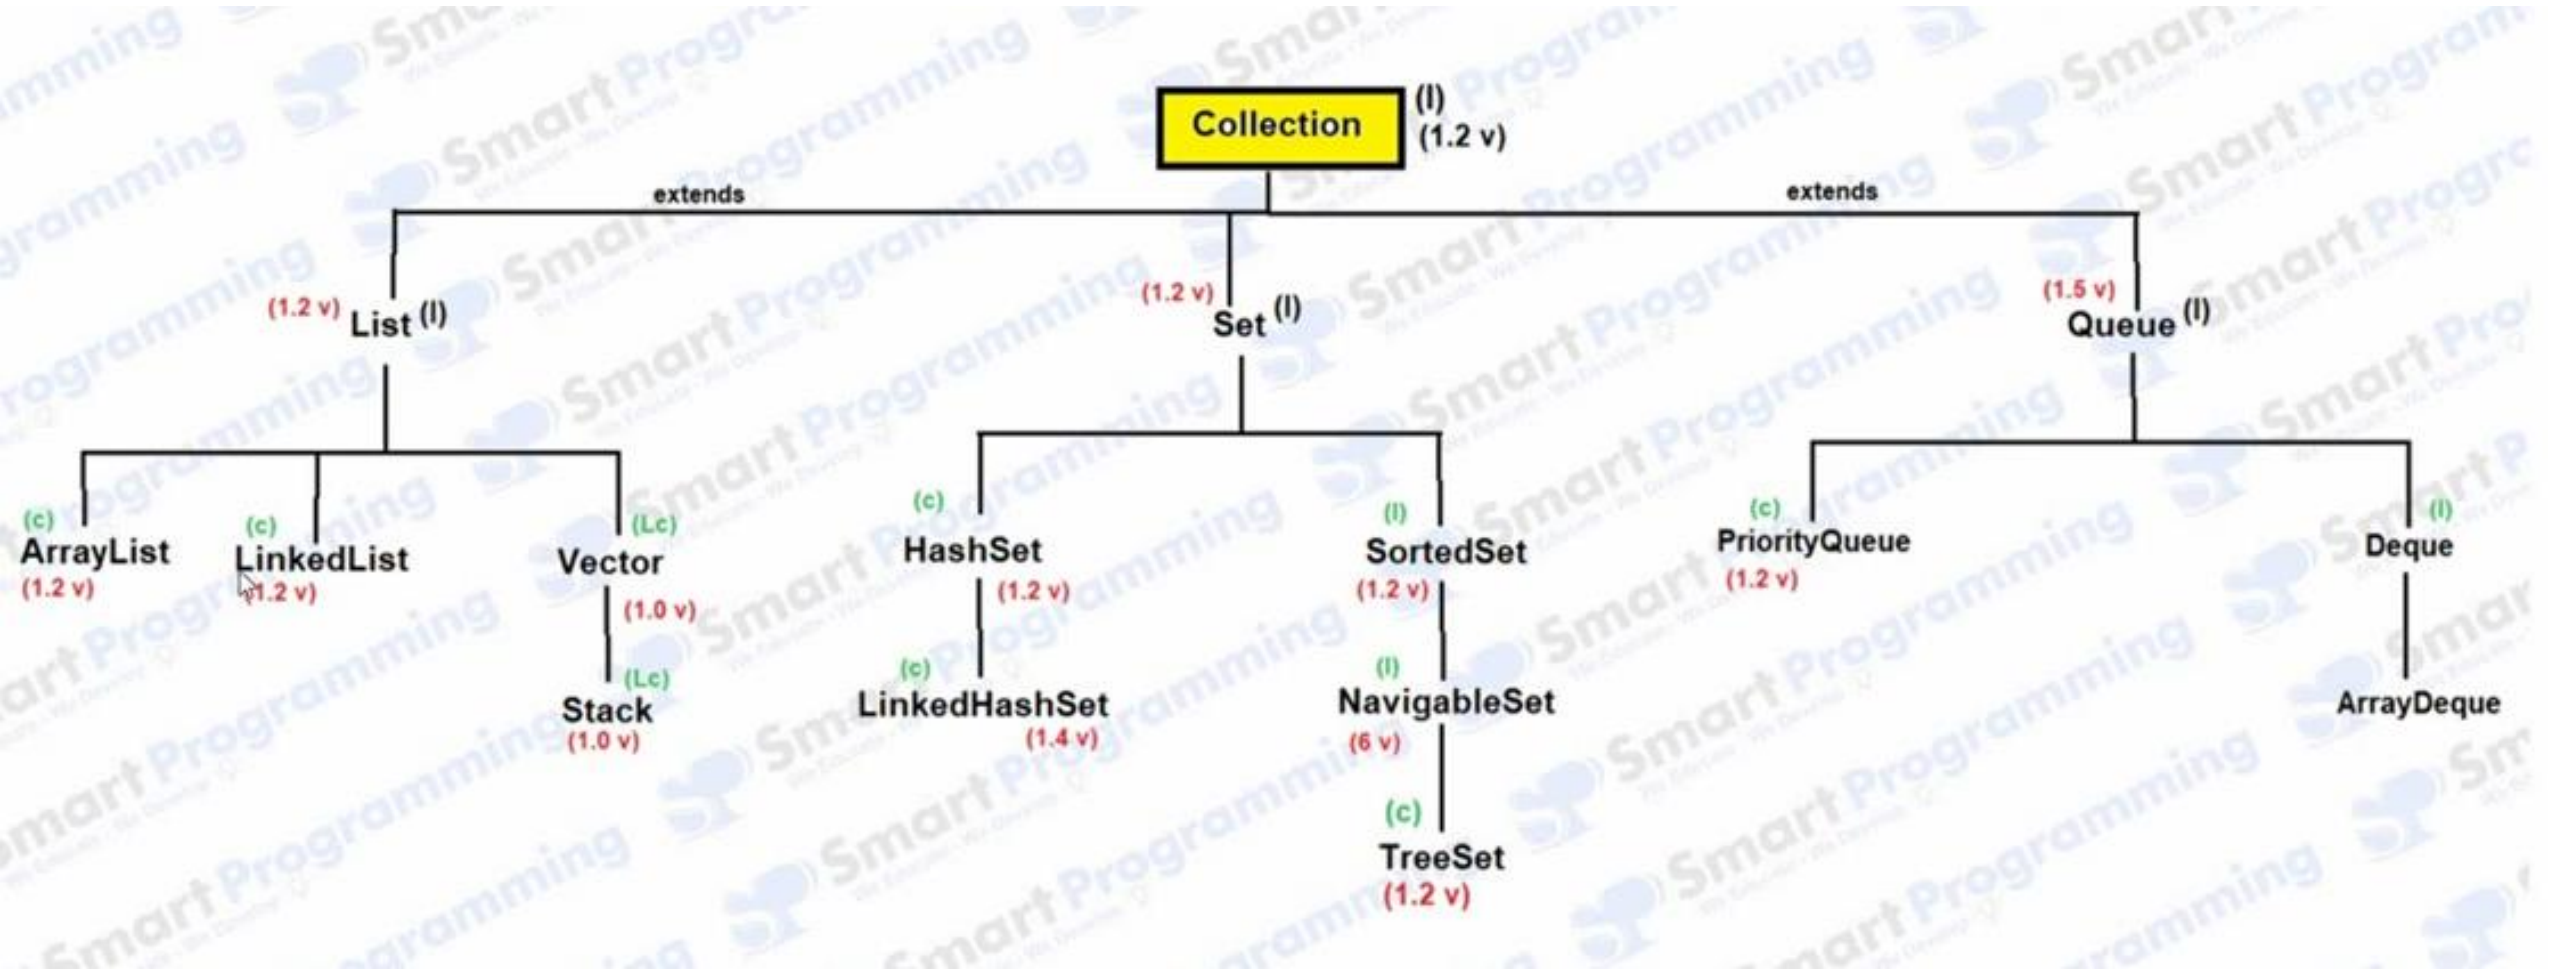 Collection
(I)
(1.2 v)
extends
extends
(1.2 v)
List (I)
(1.2 v)
Set (I)
(1.5 v)
Queue (I)
(c)
ArrayList
(1.2 v)
(c)
LinkedList
(1.2 v)
(Lc)
Vector
(1.0 v)
(Lc)
Stack
(1.0 v)
(c)
HashSet
(1.2 v)
(c)
LinkedHashSet
(1.4 v)
(I)
SortedSet
(1.2 v)
(I)
NavigableSet
(6 v)
(c)
TreeSet
(1.2 v)
(c)
PriorityQueue
(1.2 v)
(I)
Deque
ArrayDeque
Smart Programming